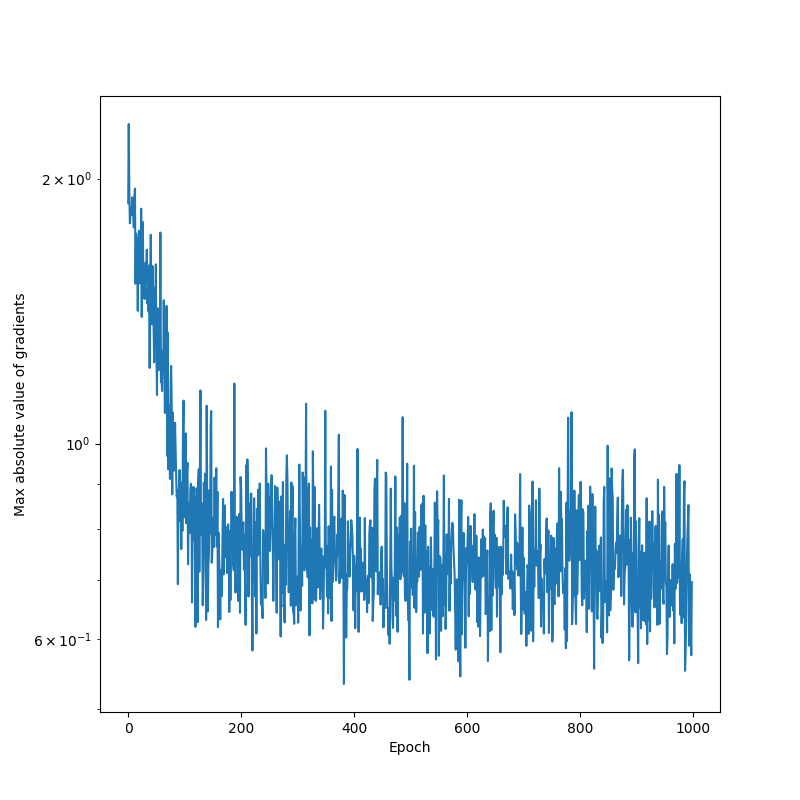 Max absolute value of gradients
2 × 10⁰
10⁰
6 × 10⁻¹
0 200 400 600 800 1000
Epoch